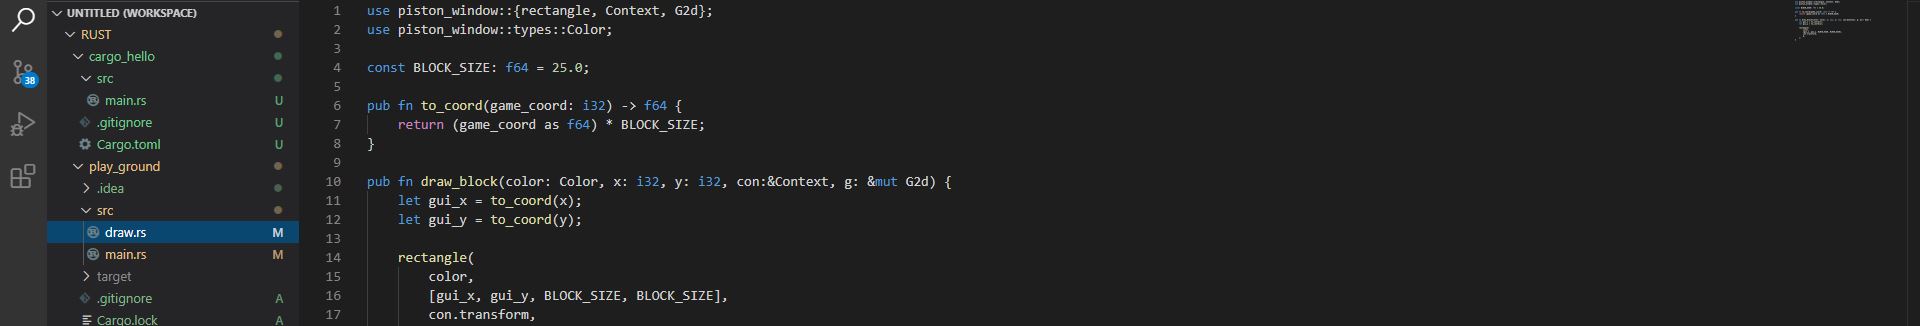 UNTITLED (WORKSPACE)
RUST
cargo_hello
src
main.rs U
.gitignore U
Cargo.toml U
play_ground
.idea
src
draw.rs M
main.rs M
target
.gitignore A
Cargo.lock A
38
1 use piston_window::{rectangle, Context, G2d};
2 use piston_window::types::Color;
3
4 const BLOCK_SIZE: f64 = 25.0;
5
6 pub fn to_coord(game_coord: i32) -> f64 {
7     return (game_coord as f64) * BLOCK_SIZE;
8 }
9
10 pub fn draw_block(color: Color, x: i32, y: i32, con:&Context, g: &mut G2d) {
11     let gui_x = to_coord(x);
12     let gui_y = to_coord(y);
13
14     rectangle(
15         color,
16         [gui_x, gui_y, BLOCK_SIZE, BLOCK_SIZE],
17         con.transform,